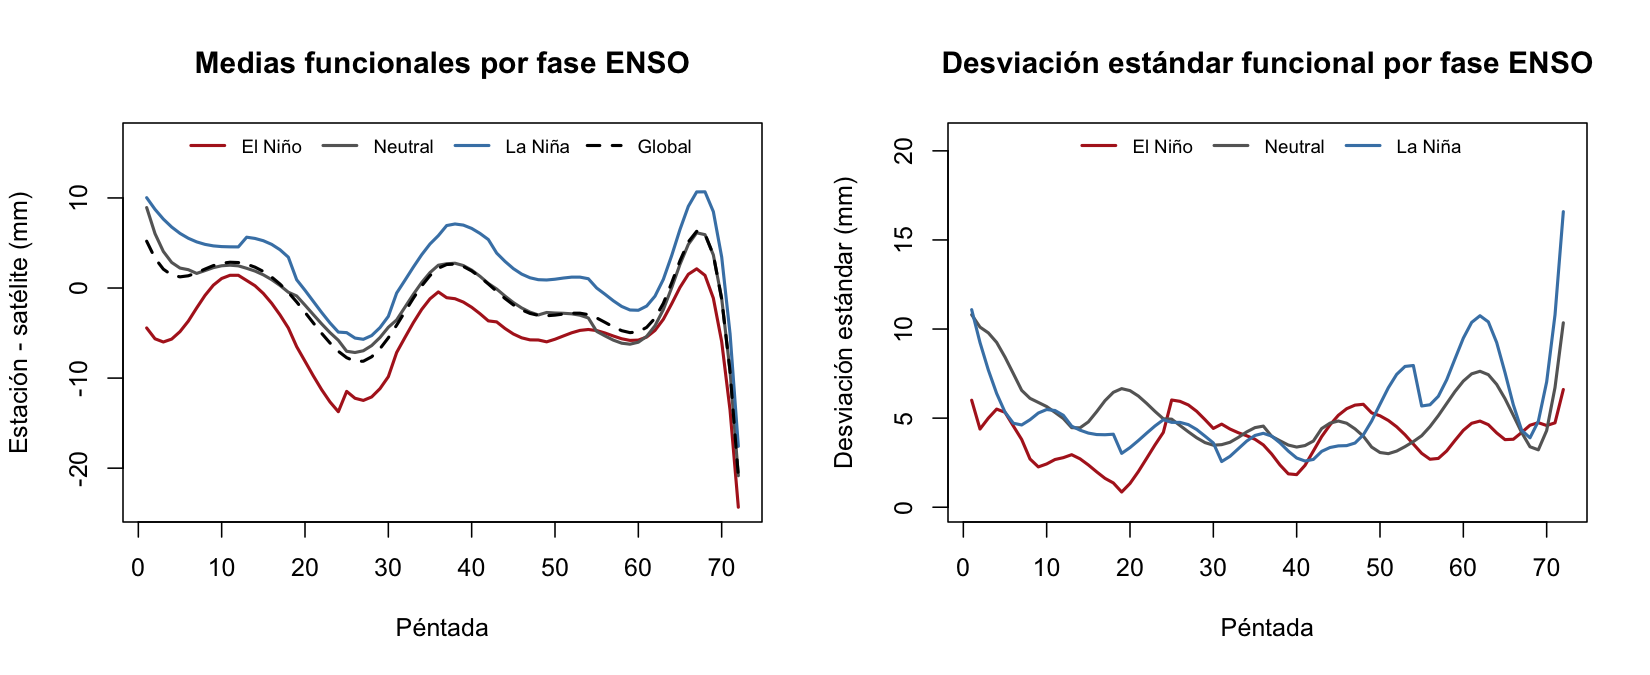 Medias funcionales por fase ENSO
El Niño Neutral La Niña Global
Estación - satélite (mm)
10
0
-10
-20
0 10 20 30 40 50 60 70
Péntada
Desviación estándar funcional por fase ENSO
El Niño Neutral La Niña
Desviación estándar (mm)
20
15
10
5
0
0 10 20 30 40 50 60 70
Péntada